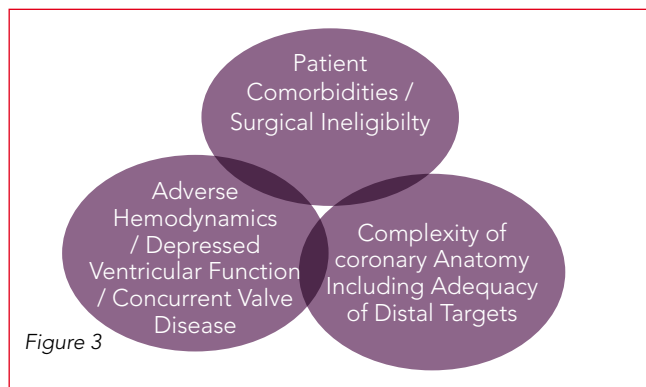 Patient
Comorbidities /
Surgical Ineligibilty
Adverse
Hemodynamics
/ Depressed
Ventricular Function
/ Concurrent Valve
Disease
Complexity of
coronary Anatomy
Including Adequacy
of Distal Targets
Figure 3